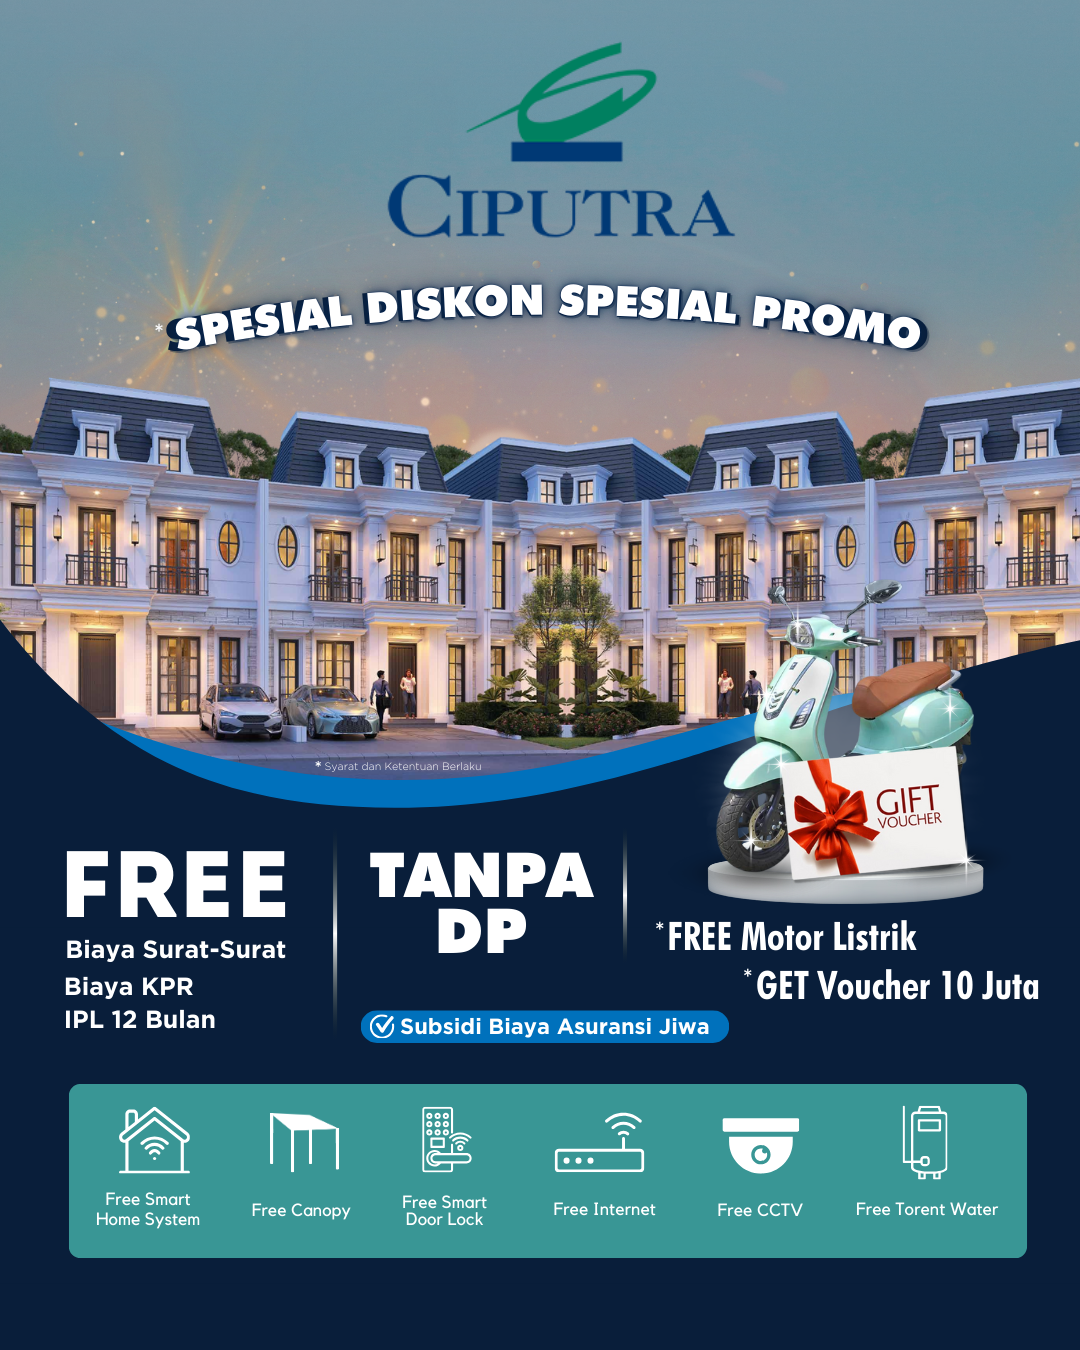 CIPUTRA
*SPESIAL DISKON SPESIAL PROMO
* Syarat dan Ketentuan Berlaku
GIFT
VOUCHER
FREE
Biaya Surat-Surat
Biaya KPR
IPL 12 Bulan
TANPA
DP
Subsidi Biaya Asuransi Jiwa
*FREE Motor Listrik
*GET Voucher 10 Juta
Free Smart
Home System
Free Canopy
Free Smart
Door Lock
Free Internet
Free CCTV
Free Torent Water